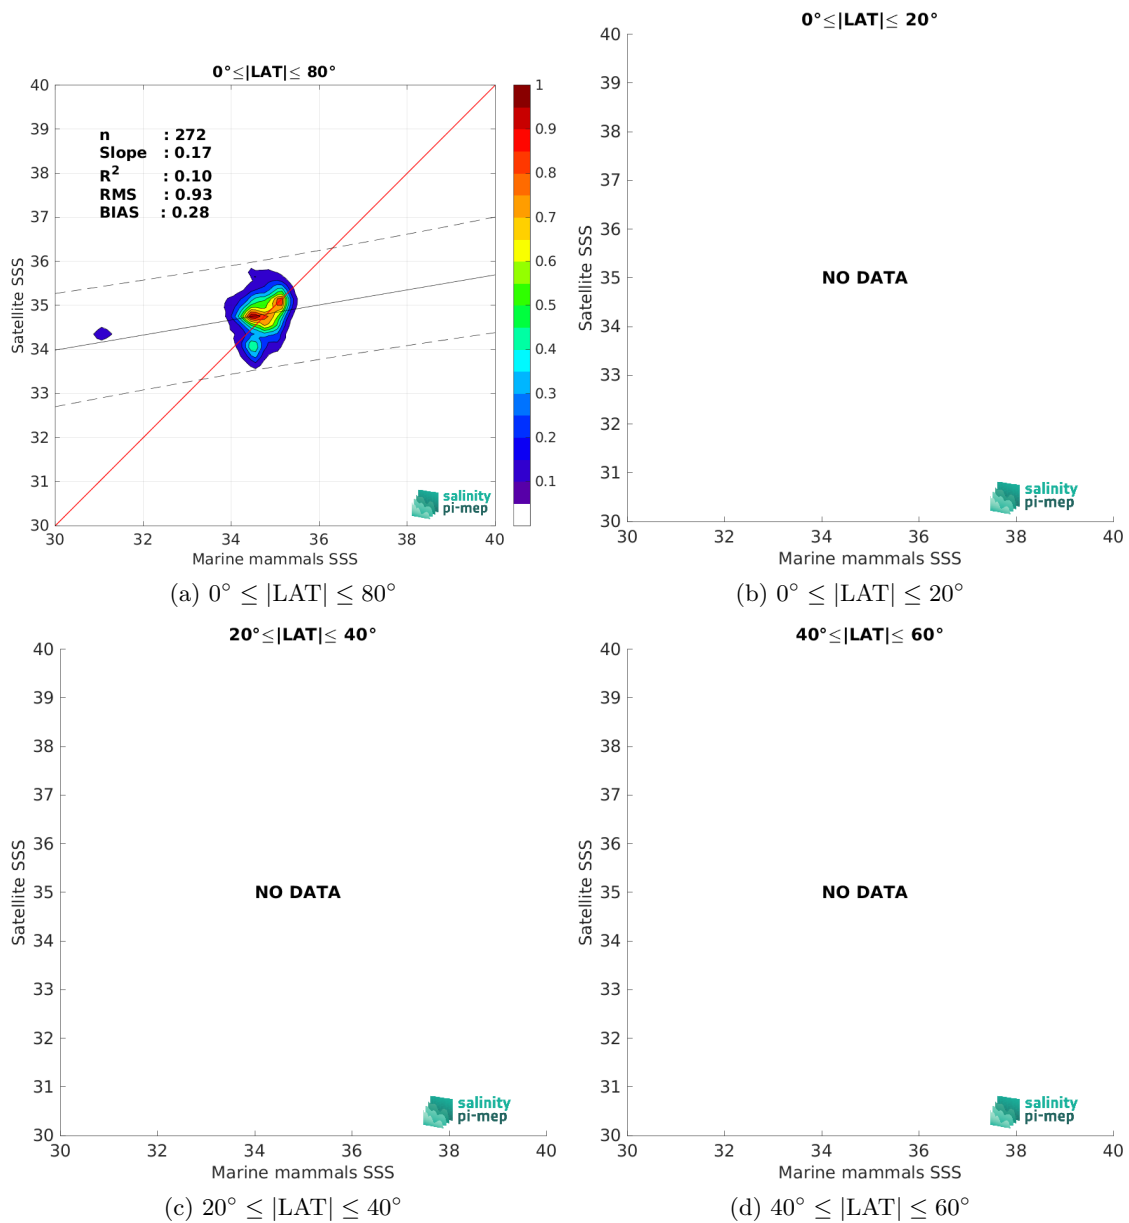 0°≤|LAT|≤ 80°
40
39
38
37
36
35
34
33
32
31
30
n : 272
Slope : 0.17
R² : 0.10
RMS : 0.93
BIAS : 0.28
Satellite SSS
30 32 34 36 38 40
Marine mammals SSS
1
0.9
0.8
0.7
0.6
0.5
0.4
0.3
0.2
0.1
salinity
pi-mep
(a) 0° ≤ |LAT| ≤ 80°
0°≤|LAT|≤ 20°
40
39
38
37
36
35
34
33
32
31
30
Satellite SSS
NO DATA
salinity
pi-mep
30 32 34 36 38 40
Marine mammals SSS
(b) 0° ≤ |LAT| ≤ 20°
20°≤|LAT|≤ 40°
40
39
38
37
36
35
34
33
32
31
30
Satellite SSS
NO DATA
salinity
pi-mep
30 32 34 36 38 40
Marine mammals SSS
(c) 20° ≤ |LAT| ≤ 40°
40°≤|LAT|≤ 60°
40
39
38
37
36
35
34
33
32
31
30
Satellite SSS
NO DATA
salinity
pi-mep
30 32 34 36 38 40
Marine mammals SSS
(d) 40° ≤ |LAT| ≤ 60°